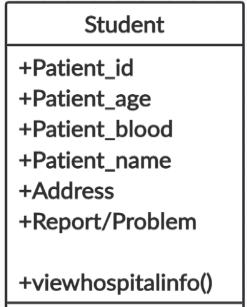 Student
+Patient_id
+Patient_age
+Patient_blood
+Patient_name
+Address
+Report/Problem
+viewhospitalinfo()